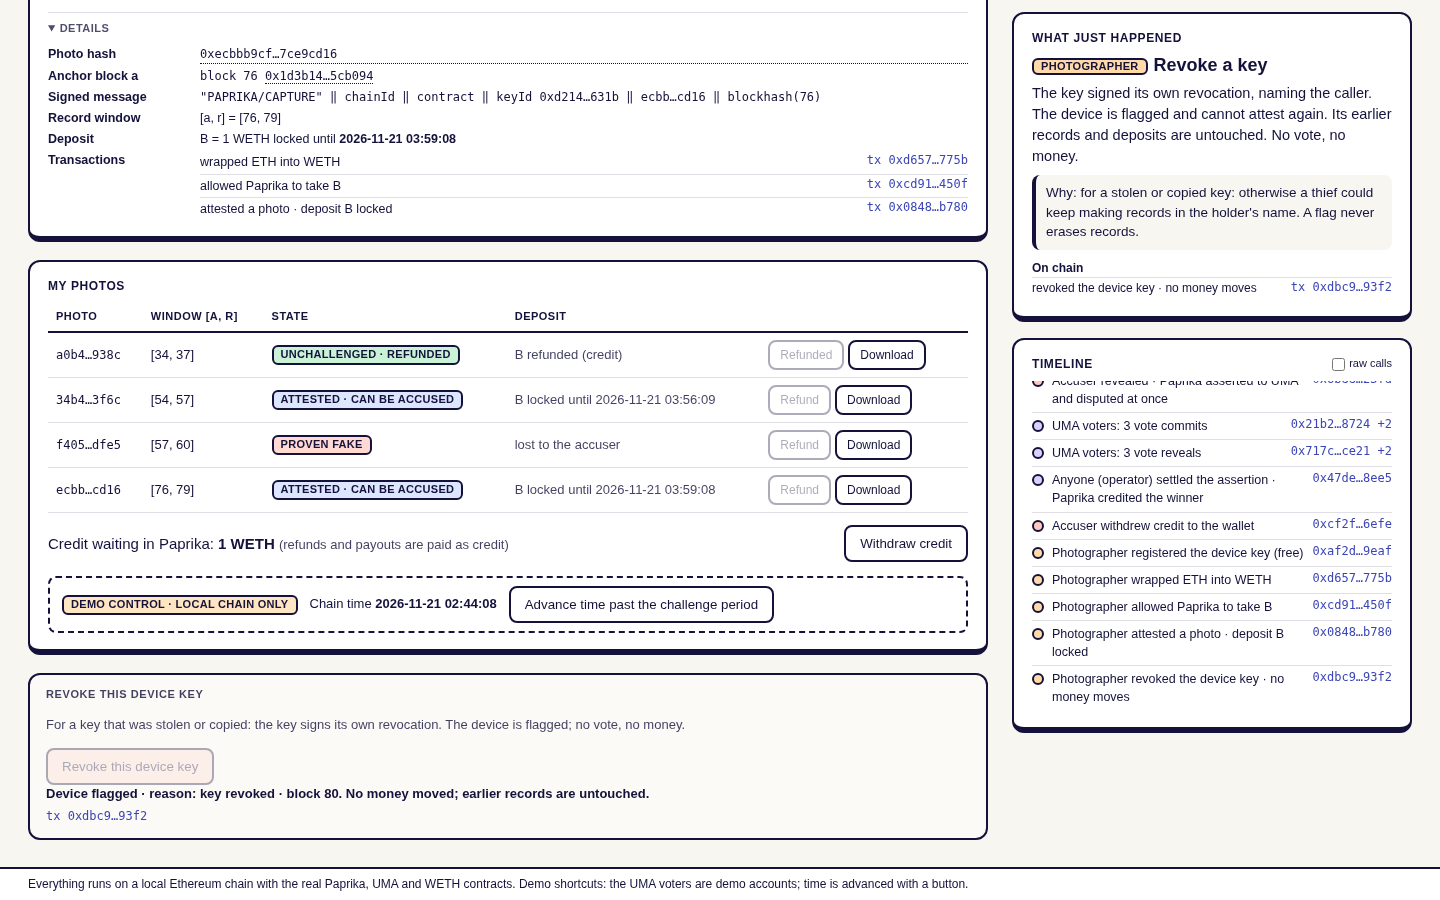 ▼ DETAILS
Photo hash 0xecbbb9cf…7ce9cd16
Anchor block a block 76 0x1d3b14…5cb094
Signed message "PAPRIKA/CAPTURE" ‖ chainId ‖ contract ‖ keyId 0xd214…631b ‖ ecbb…cd16 ‖ blockhash(76)
Record window [a, r] = [76, 79]
Deposit B = 1 WETH locked until 2026-11-21 03:59:08
Transactions wrapped ETH into WETH tx 0xd657…775b
allowed Paprika to take B tx 0xcd91…450f
attested a photo · deposit B locked tx 0x0848…b780
MY PHOTOS
PHOTO WINDOW [A, R] STATE DEPOSIT
a0b4…938c [34, 37] UNCHALLENGED · REFUNDED B refunded (credit) Refunded Download
34b4…3f6c [54, 57] ATTESTED · CAN BE ACCUSED B locked until 2026-11-21 03:56:09 Refund Download
f405…dfe5 [57, 60] PROVEN FAKE lost to the accuser Refund Download
ecbb…cd16 [76, 79] ATTESTED · CAN BE ACCUSED B locked until 2026-11-21 03:59:08 Refund Download
Credit waiting in Paprika: 1 WETH (refunds and payouts are paid as credit) Withdraw credit
DEMO CONTROL · LOCAL CHAIN ONLY Chain time 2026-11-21 02:44:08 Advance time past the challenge period
REVOKE THIS DEVICE KEY
For a key that was stolen or copied: the key signs its own revocation. The device is flagged; no vote, no money.
Revoke this device key
Device flagged · reason: key revoked · block 80. No money moved; earlier records are untouched.
tx 0xdbc9…93f2
WHAT JUST HAPPENED
PHOTOGRAPHER Revoke a key
The key signed its own revocation, naming the caller.
The device is flagged and cannot attest again. Its earlier
records and deposits are untouched. No vote, no
money.
Why: for a stolen or copied key: otherwise a thief could
keep making records in the holder's name. A flag never
erases records.
On chain
revoked the device key · no money moves tx 0xdbc9…93f2
TIMELINE raw calls
Accuser revealed · Paprika asserted to UMA
and disputed at once
UMA voters: 3 vote commits 0x21b2…8724 +2
UMA voters: 3 vote reveals 0x717c…ce21 +2
Anyone (operator) settled the assertion · 0x47de…8ee5
Paprika credited the winner
Accuser withdrew credit to the wallet 0xcf2f…6efe
Photographer registered the device key (free) 0xaf2d…9eaf
Photographer wrapped ETH into WETH 0xd657…775b
Photographer allowed Paprika to take B 0xcd91…450f
Photographer attested a photo · deposit B 0x0848…b780
locked
Photographer revoked the device key · no 0xdbc9…93f2
money moves
Everything runs on a local Ethereum chain with the real Paprika, UMA and WETH contracts. Demo shortcuts: the UMA voters are demo accounts; time is advanced with a button.